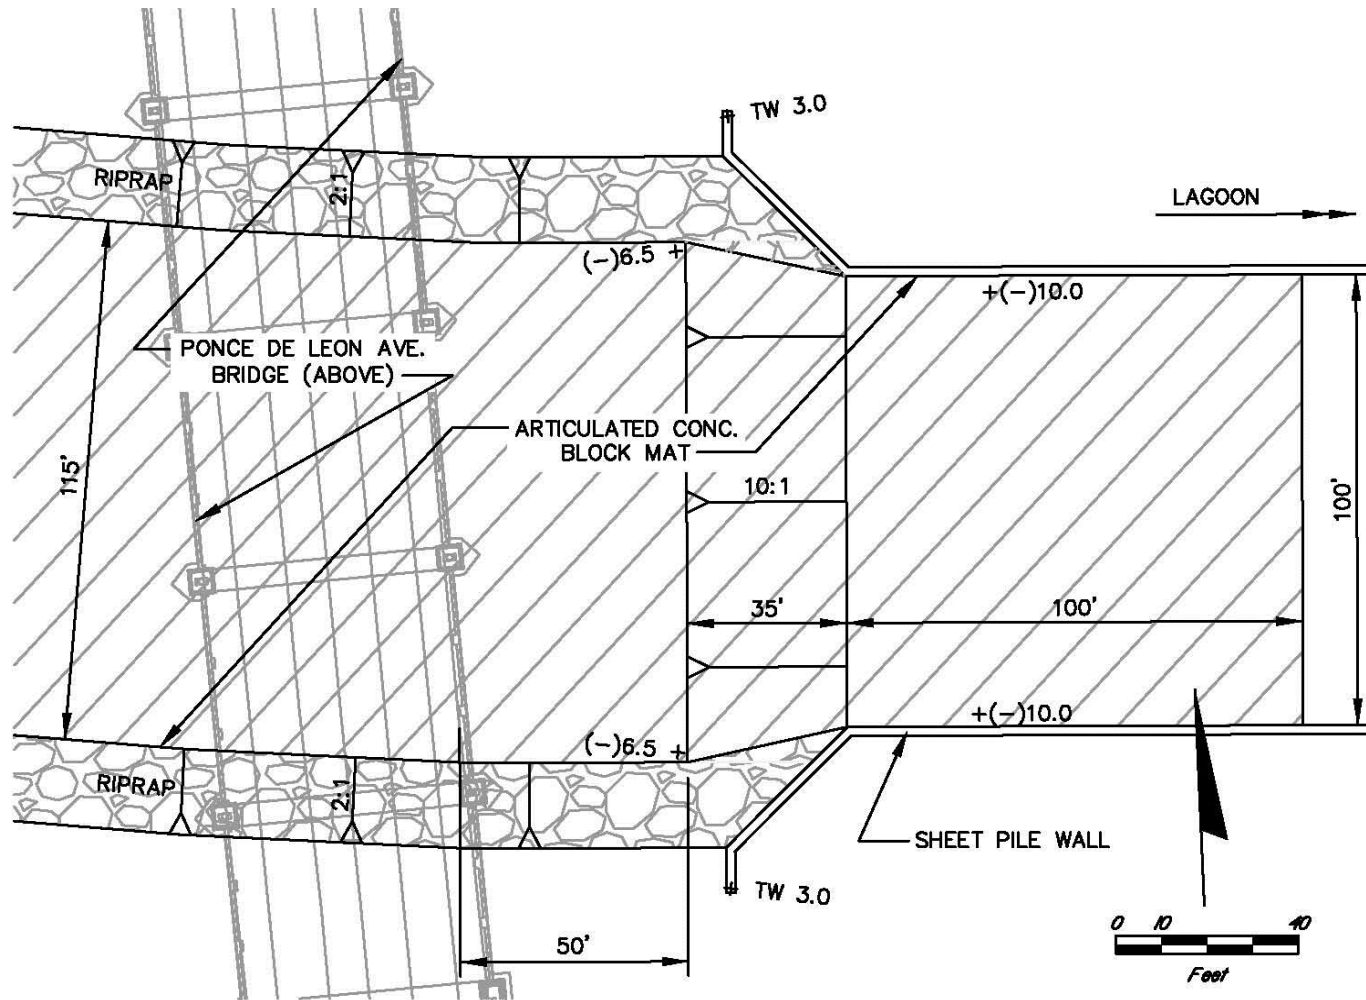 TW 3.0
RIPRAP
2:1
LAGOON
(-)6.5 +
+(-)10.0
PONCE DE LEON AVE.
BRIDGE (ABOVE)
ARTICULATED CONC.
BLOCK MAT
115'
10:1
100'
35'
100'
+(-)10.0
(-)6.5 +
RIPRAP
2:1
SHEET PILE WALL
TW 3.0
50'
0 10 40
Feet